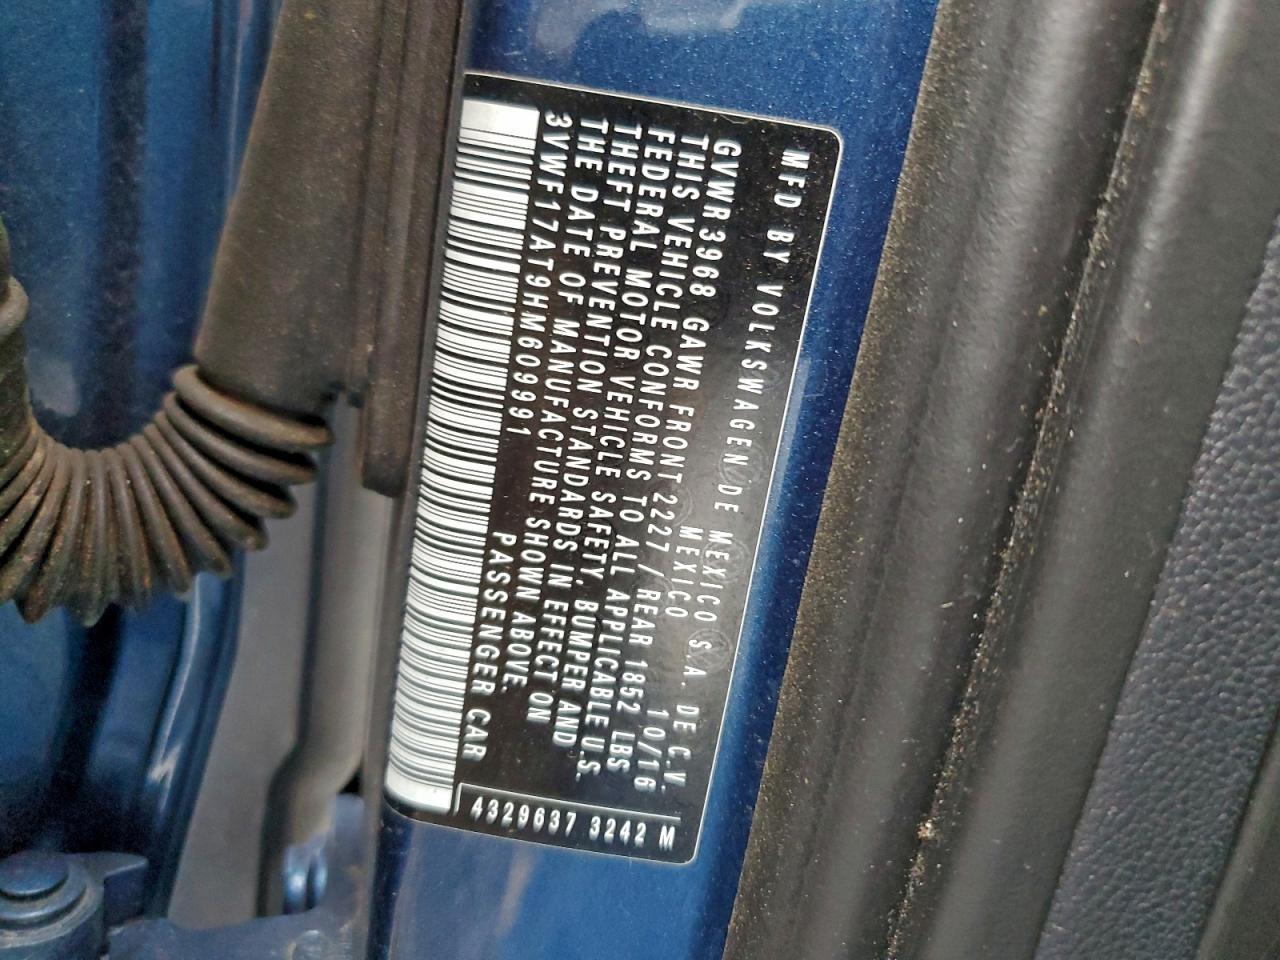 MFD BY VOLKSWAGEN DE MEXICO S.A. DE C.V.
MEXICO 10/16
GVWR3968 GAWR FRONT 2227 / REAR 1852 LBS
THIS VEHICLE CONFORMS TO ALL APPLICABLE U.S.
FEDERAL MOTOR VEHICLE SAFETY, BUMPER AND
THEFT PREVENTION STANDARDS IN EFFECT ON
THE DATE OF MANUFACTURE SHOWN ABOVE.
3VWF17AT9HM609991 PASSENGER CAR
4329637 3242 M